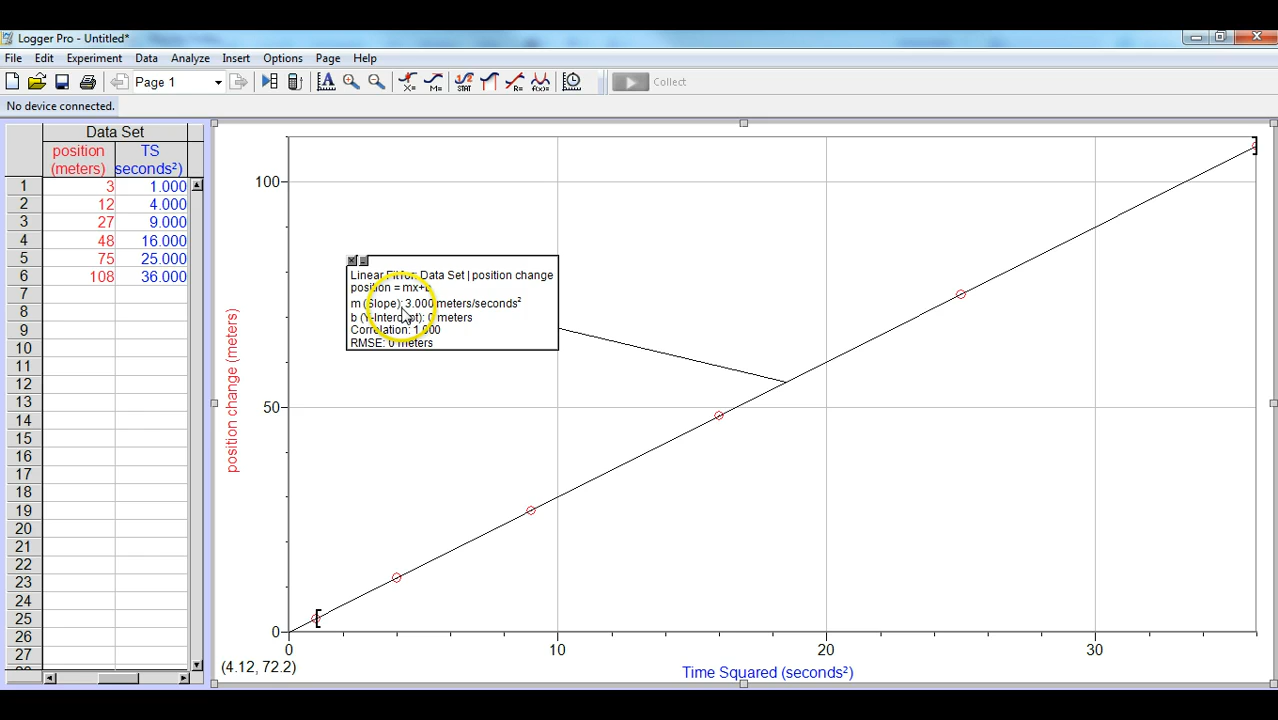 Logger Pro - Untitled*
File Edit Experiment Data Analyze Insert Options Page Help
Page 1
Collect
No device connected.
Data Set
position TS
(meters) seconds²)
1 3 1.000
2 12 4.000
3 27 9.000
4 48 16.000
5 75 25.000
6 108 36.000
7
8
9
10
11
12
13
14
15
16
17
18
19
20
21
22
23
24
25
26
27
position change (meters)
100
50
0
Linear Fit for: Data Set | position change
position = mx+b
m (Slope): 3.000 meters/seconds²
b (Y-Intercept): 0 meters
Correlation: 1.000
RMSE: 0 meters
0 10 20 30
(4.12, 72.2)
Time Squared (seconds²)